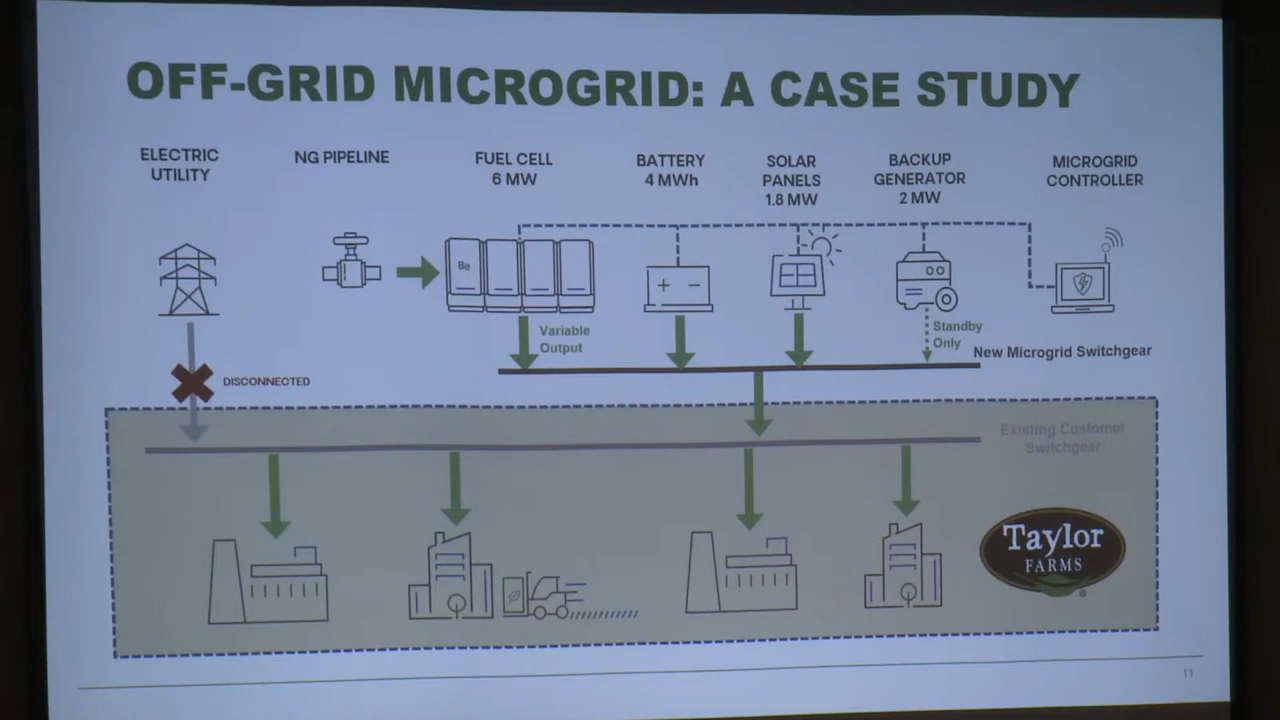 OFF-GRID MICROGRID: A CASE STUDY
ELECTRIC
UTILITY
NG PIPELINE
FUEL CELL
6 MW
BATTERY
4 MWh
SOLAR
PANELS
1.8 MW
BACKUP
GENERATOR
2 MW
MICROGRID
CONTROLLER
Be
Variable
Output
Standby
Only
New Microgrid Switchgear
DISCONNECTED
Existing Customer
Switchgear
Taylor
FARMS
®
11